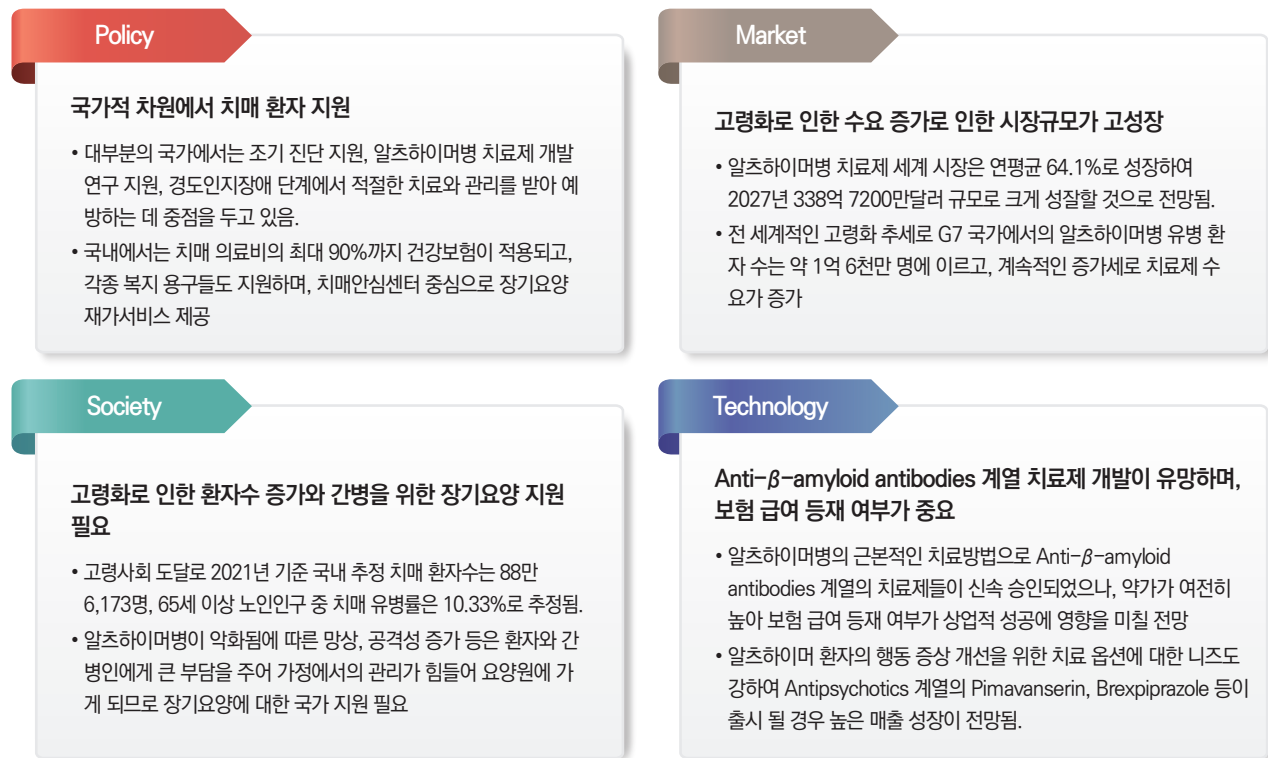 Policy
국가적 차원에서 치매 환자 지원
• 대부분의 국가에서는 조기 진단 지원, 알츠하이머병 치료제 개발
연구 지원, 경도인지장애 단계에서 적절한 치료와 관리를 받아 예
방하는 데 중점을 두고 있음.
• 국내에서는 치매 의료비의 최대 90%까지 건강보험이 적용되고,
각종 복지 용구들도 지원하며, 치매안심센터 중심으로 장기요양
재가서비스 제공
Market
고령화로 인한 수요 증가로 인한 시장규모가 고성장
• 알츠하이머병 치료제 세계 시장은 연평균 64.1%로 성장하여
2027년 338억 7200만달러 규모로 크게 성잘할 것으로 전망됨.
• 전 세계적인 고령화 추세로 G7 국가에서의 알츠하이머병 유병 환
자 수는 약 1억 6천만 명에 이르고, 계속적인 증가세로 치료제 수
요가 증가
Society
고령화로 인한 환자수 증가와 간병을 위한 장기요양 지원
필요
• 고령사회 도달로 2021년 기준 국내 추정 치매 환자수는 88만
6,173명, 65세 이상 노인인구 중 치매 유병률은 10.33%로 추정됨.
• 알츠하이머병이 악화됨에 따른 망상, 공격성 증가 등은 환자와 간
병인에게 큰 부담을 주어 가정에서의 관리가 힘들어 요양원에 가
게 되므로 장기요양에 대한 국가 지원 필요
Technology
Anti-β-amyloid antibodies 계열 치료제 개발이 유망하며,
보험 급여 등재 여부가 중요
• 알츠하이머병의 근본적인 치료방법으로 Anti-β-amyloid
antibodies 계열의 치료제들이 신속 승인되었으나, 약가가 여전히
높아 보험 급여 등재 여부가 상업적 성공에 영향을 미칠 전망
• 알츠하이머 환자의 행동 증상 개선을 위한 치료 옵션에 대한 니즈도
강하여 Antipsychotics 계열의 Pimavanserin, Brexpiprazole 등이
출시 될 경우 높은 매출 성장이 전망됨.